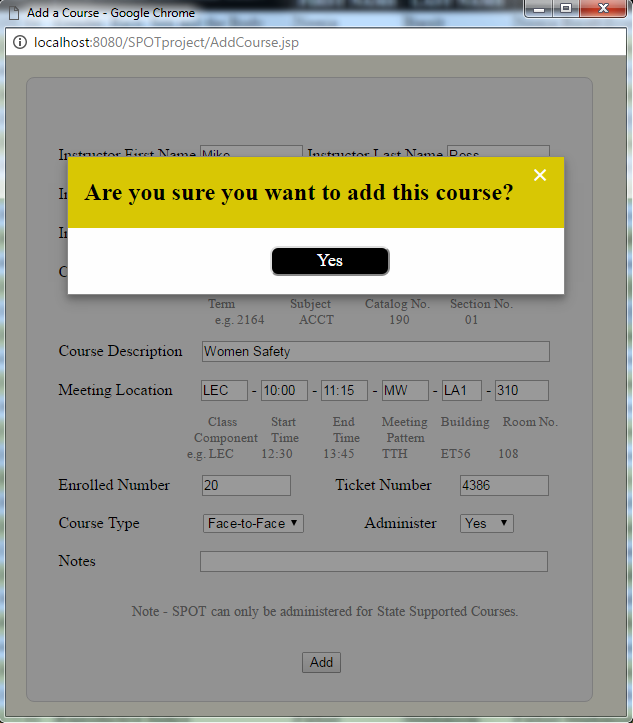 Add a Course - Google Chrome
localhost:8080/SPOTproject/AddCourse.jsp
Instructor First Name Mike Instructor Last Name Ross
Are you sure you want to add this course?
Yes
Term Subject Catalog No. Section No.
e.g. 2164 ACCT 190 01
Course Description Women Safety
Meeting Location LEC - 10:00 - 11:15 - MW - LA1 - 310
Class Start End Meeting Building Room No.
Component Time Time Pattern
e.g. LEC 12:30 13:45 TTH ET56 108
Enrolled Number 20 Ticket Number 4386
Course Type Face-to-Face Administer Yes
Notes
Note - SPOT can only be administered for State Supported Courses.
Add